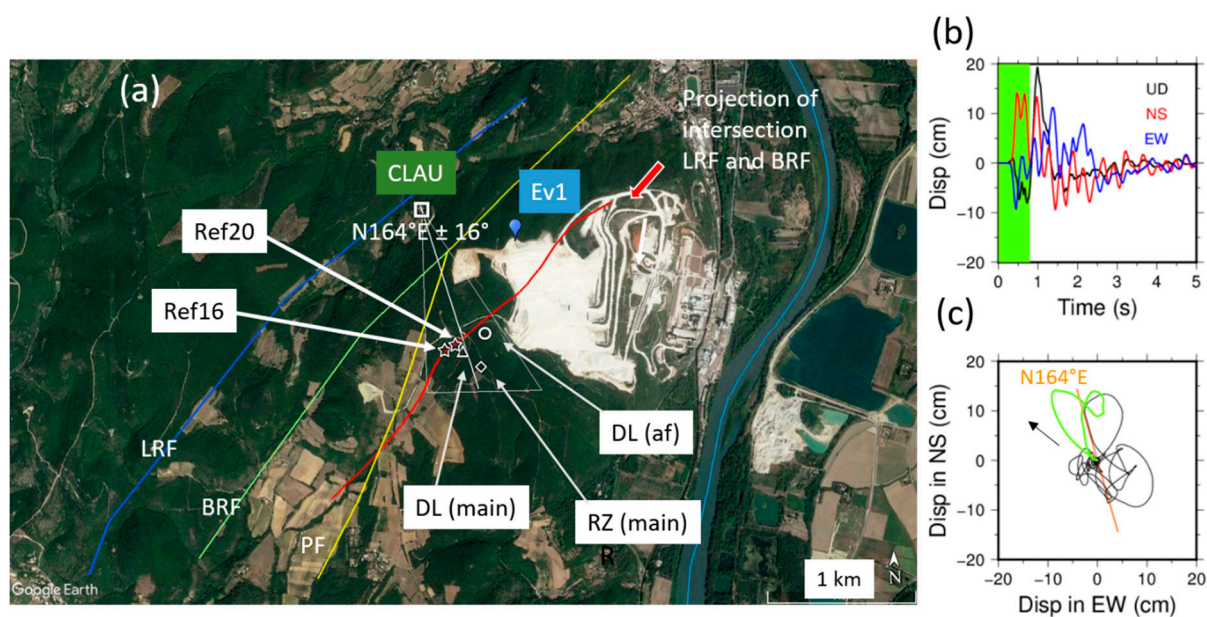 (a)
Projection of
intersection
LRF and BRF
CLAU
Ev1
N164°E ± 16°
Ref20
Ref16
LRF
BRF
PF
DL (af)
DL (main)
RZ (main)
R
1 km
N
Google Earth
(b)
20
10
0
−10
−20
Disp (cm)
UD
NS
EW
0
1
2
3
4
5
Time (s)
(c)
20
10
0
−10
−20
Disp in NS (cm)
N164°E
−20
−10
0
10
20
Disp in EW (cm)